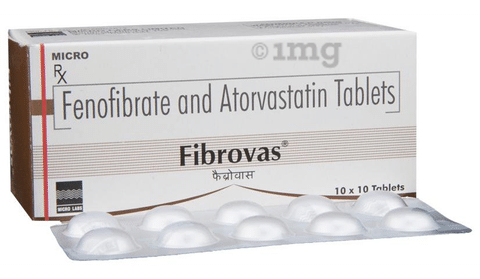 ©1mg
MICRO
Rx
Fenofibrate and Atorvastatin Tablets
Fibrovas®
फैब्रोवास
10 x 10 Tablets
MICRO LABS